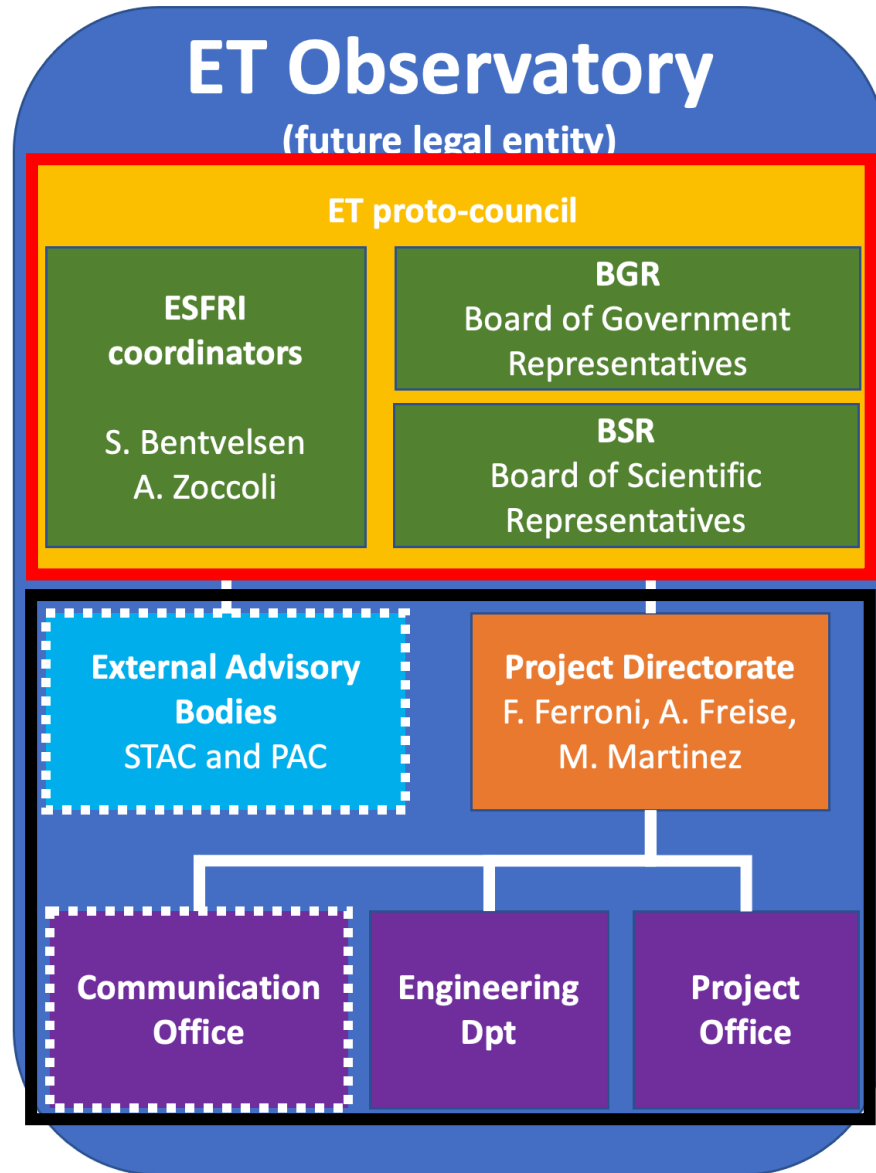 ET Observatory
(future legal entity)
ET proto-council
ESFRI
coordinators
S. Bentvelsen
A. Zoccoli
BGR
Board of Government
Representatives
BSR
Board of Scientific
Representatives
External Advisory
Bodies
STAC and PAC
Project Directorate
F. Ferroni, A. Freise,
M. Martinez
Communication
Office
Engineering
Dpt
Project
Office